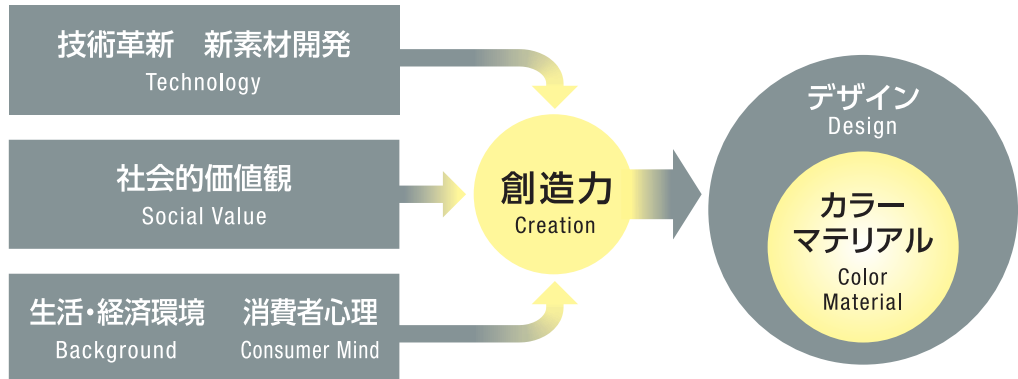 技術革新　新素材開発
Technology
社会的価値観
Social Value
生活・経済環境　消費者心理
Background　Consumer Mind
創造力
Creation
デザイン
Design
カラー
マテリアル
Color
Material